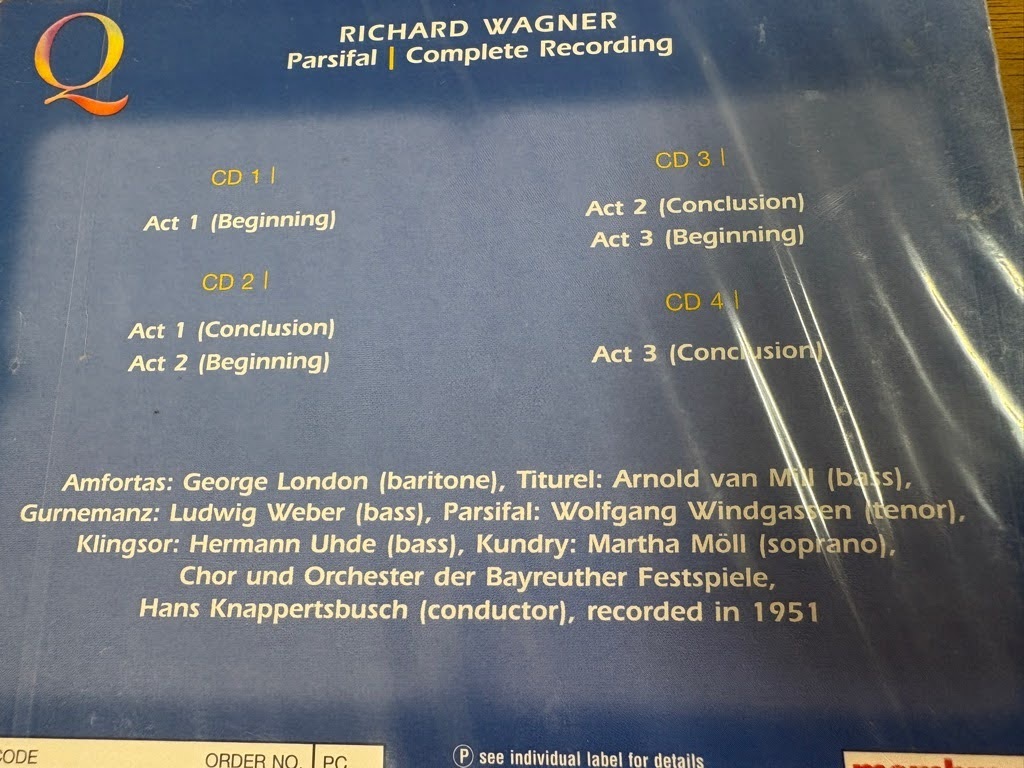 Q
RICHARD WAGNER
Parsifal | Complete Recording
CD 1 |
Act 1 (Beginning)
CD 2 |
Act 1 (Conclusion)
Act 2 (Beginning)
CD 3 |
Act 2 (Conclusion)
Act 3 (Beginning)
CD 4 |
Act 3 (Conclusion)
Amfortas: George London (baritone), Titurel: Arnold van Mill (bass),
Gurnemanz: Ludwig Weber (bass), Parsifal: Wolfgang Windgassen (tenor),
Klingsor: Hermann Uhde (bass), Kundry: Martha Möll (soprano),
Chor und Orchester der Bayreuther Festspiele,
Hans Knappertsbusch (conductor), recorded in 1951
CODE ORDER NO. PC
Ⓟ see individual label for details